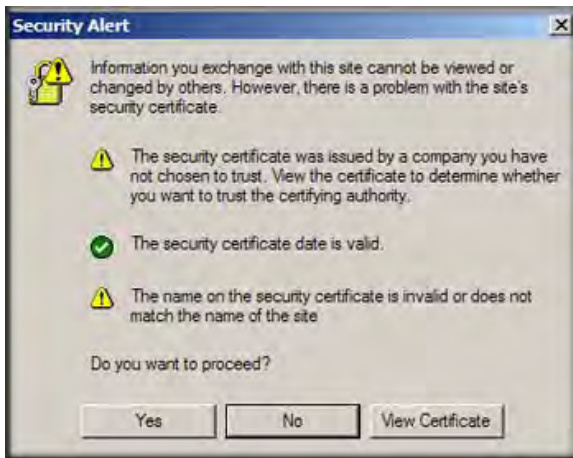 Security Alert
Information you exchange with this site cannot be viewed or
changed by others. However, there is a problem with the site's
security certificate.
The security certificate was issued by a company you have
not chosen to trust. View the certificate to determine whether
you want to trust the certifying authority.
The security certificate date is valid.
The name on the security certificate is invalid or does not
match the name of the site
Do you want to proceed?
Yes No View Certificate